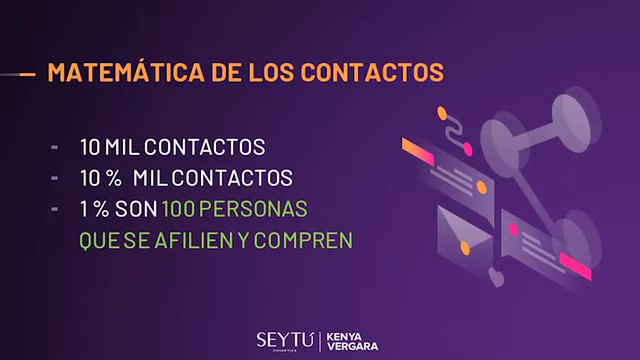 MATEMÁTICA DE LOS CONTACTOS
- 10 MIL CONTACTOS
- 10 % MIL CONTACTOS
- 1 % SON 100 PERSONAS
QUE SE AFILIEN Y COMPREN
SEYTÚ
COSMÉTICA
KENYA
VERGARA